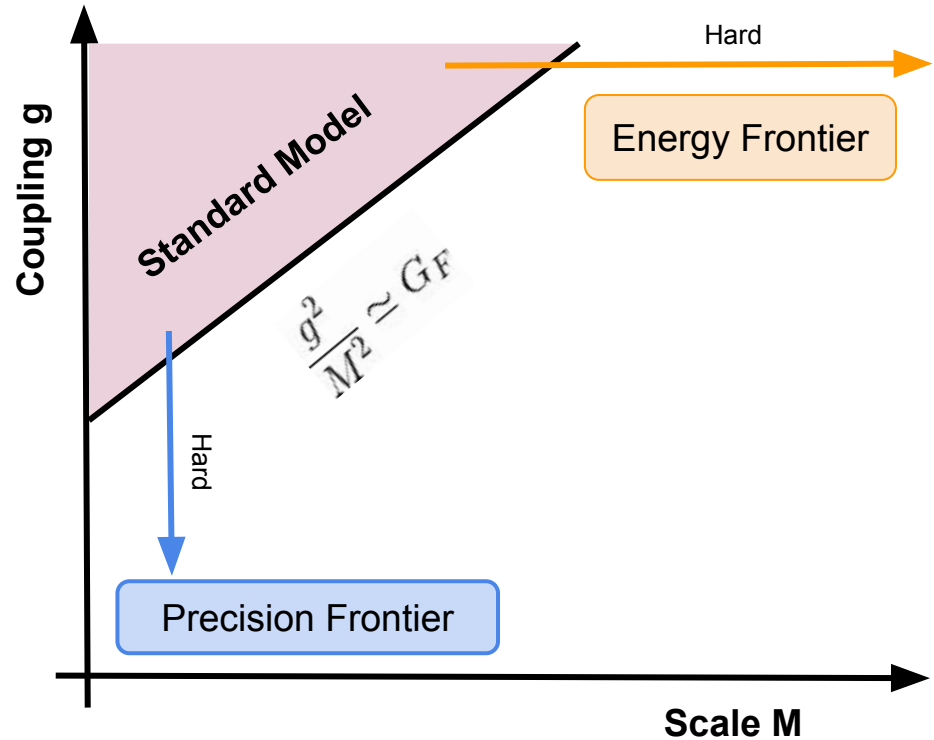 Hard
Energy Frontier
Coupling g
Standard Model
g²/M² ≃ G_F
Hard
Precision Frontier
Scale M